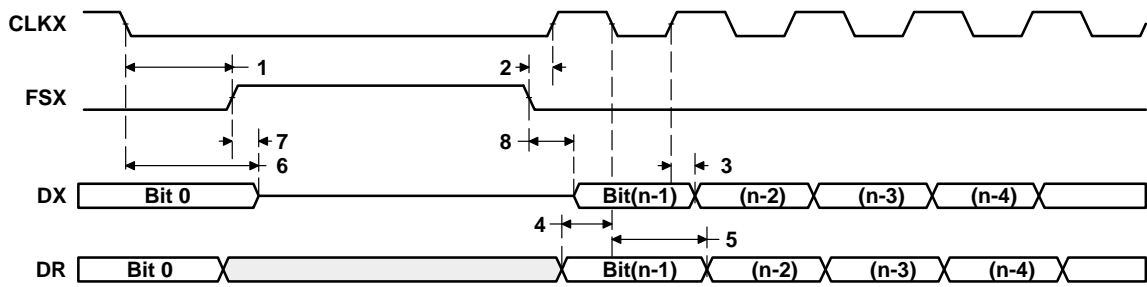 CLKX
1 2
FSX
7 8
6 3
DX Bit 0 Bit(n-1) (n-2) (n-3) (n-4)
4 5
DR Bit 0 Bit(n-1) (n-2) (n-3) (n-4)